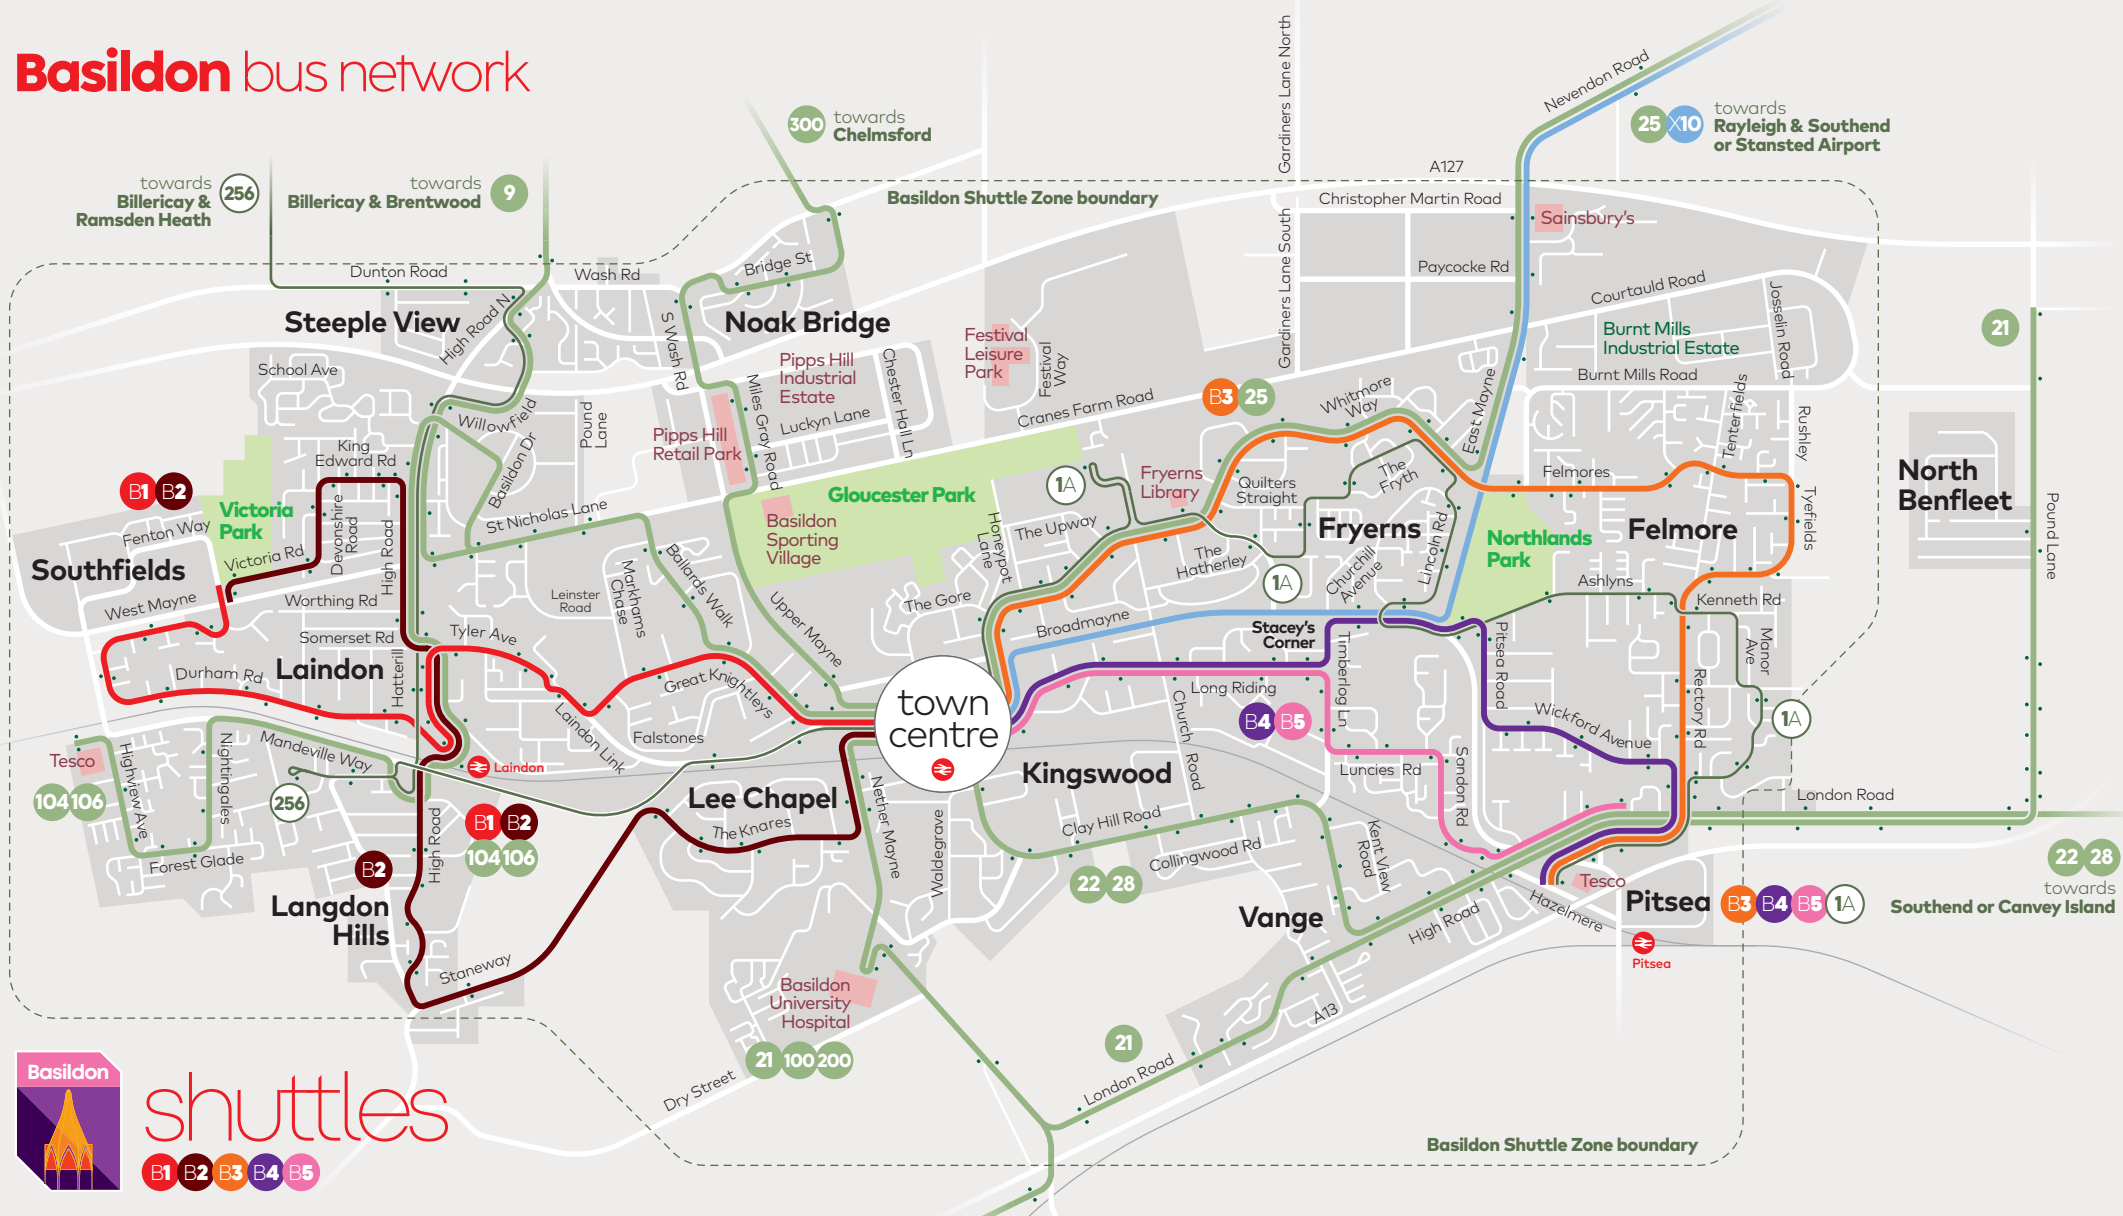 Basildon bus network
towards
Billericay &
Ramsden Heath
256
towards
Billericay & Brentwood
9
300
towards
Chelmsford
Basildon Shuttle Zone boundary
Gardiners Lane North
Nevendon Road
25
X10
towards
Rayleigh & Southend
or Stansted Airport
A127
Christopher Martin Road
Sainsbury's
Gardiners Lane South
Paycocke Rd
Courtauld Road
Josselin Road
Burnt Mills
Industrial Estate
Burnt Mills Road
21
Dunton Road
Wash Rd
Bridge St
Steeple View
High Road N
S Wash Rd
Noak Bridge
School Ave
Pipps Hill
Industrial
Estate
Chester Hall Ln
Luckyn Lane
Miles Gray Road
Festival
Leisure
Park
Festival
Way
Cranes Farm Road
B3
25
Whitmore
Way
East Mayne
Tenterfields
Rushley
Willowfield
Basildon Dr
Pound
Lane
Pipps Hill
Retail Park
King
Edward Rd
B1
B2
Victoria
Park
Fenton Way
Victoria Rd
Devonshire
Road
High Road
St Nicholas Lane
Gloucester Park
Basildon
Sporting
Village
1A
Fryerns
Library
Quilters
Straight
The
Fryth
Felmores
Tyefields
North
Benfleet
Pound Lane
Southfields
The Upway
Honeypot
Lane
The
Hatherley
Fryerns
Northlands
Park
Felmore
Churchill
Avenue
Lincoln Rd
1A
Ashlyns
Kenneth Rd
West Mayne
Worthing Rd
Leinster
Road
Markhams
Chase
Ballards Walk
Upper Mayne
The Gore
Broadmayne
Stacey's
Corner
Somerset Rd
Tyler Ave
Laindon
Hatterill
Durham Rd
Great Knightleys
Timberlog Ln
Pitsea Road
Manor
Ave
Rectory Rd
town
centre
Long Riding
Church Road
B4
B5
Wickford Avenue
1A
Laindon Link
Falstones
Mandeville Way
Nightingales
Highview Ave
Tesco
104
106
Laindon
256
B1
B2
104
106
Forest Glade
High Road
B2
Langdon
Hills
Lee Chapel
The Knares
Nether Mayne
Kingswood
Luncies Rd
Sandon Rd
London Road
Clay Hill Road
Collingwood Rd
Kent View
Road
Waldegrave
22
28
Vange
High Road
Tesco
Hazelmere
Pitsea
B3
B4
B5
1A
Pitsea
22
28
towards
Southend or Canvey Island
Staneway
Basildon
University
Hospital
21
100
200
Dry Street
21
A13
London Road
Basildon Shuttle Zone boundary
Basildon
shuttles
B1
B2
B3
B4
B5